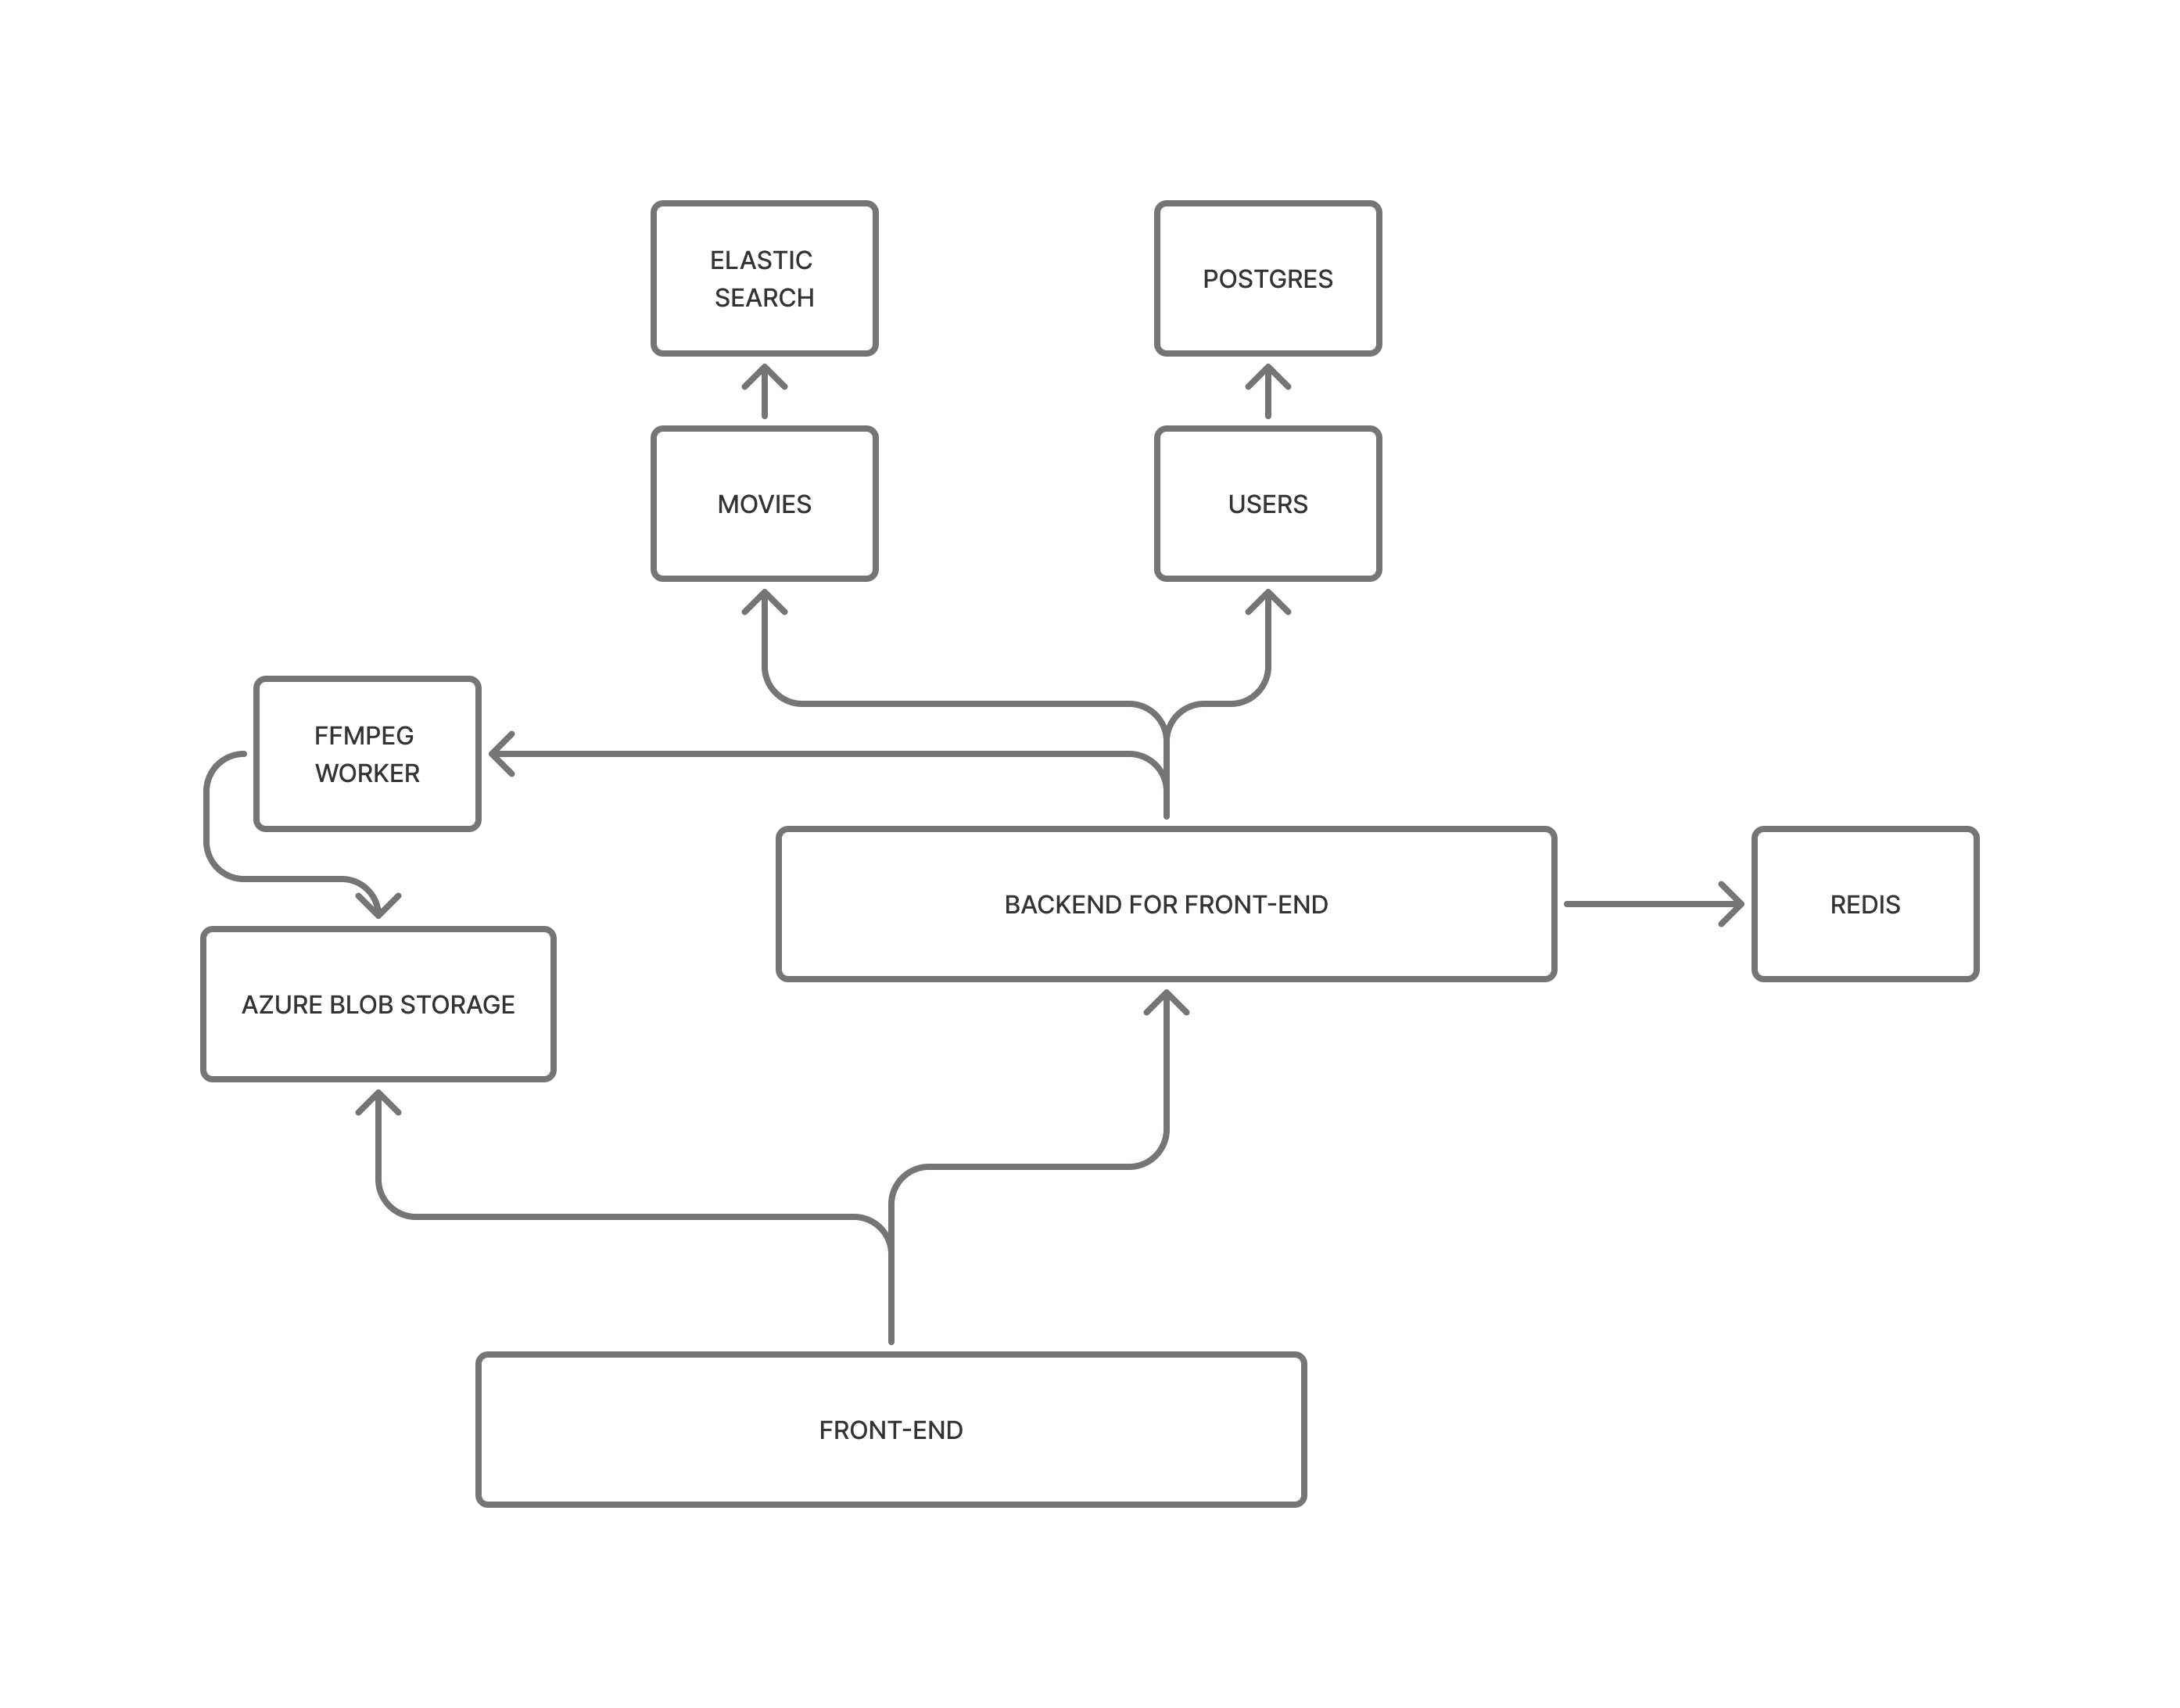 ELASTIC
SEARCH
POSTGRES
MOVIES
USERS
FFMPEG
WORKER
BACKEND FOR FRONT-END
REDIS
AZURE BLOB STORAGE
FRONT-END